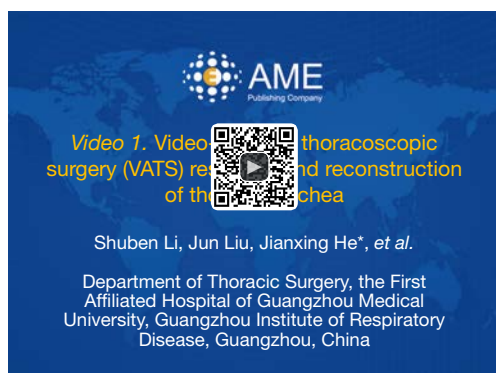 AME
Publishing Company
Video 1. Video- thoracoscopic
surgery (VATS) res nd reconstruction
of the chea
Shuben Li, Jun Liu, Jianxing He*, et al.
Department of Thoracic Surgery, the First
Affiliated Hospital of Guangzhou Medical
University, Guangzhou Institute of Respiratory
Disease, Guangzhou, China